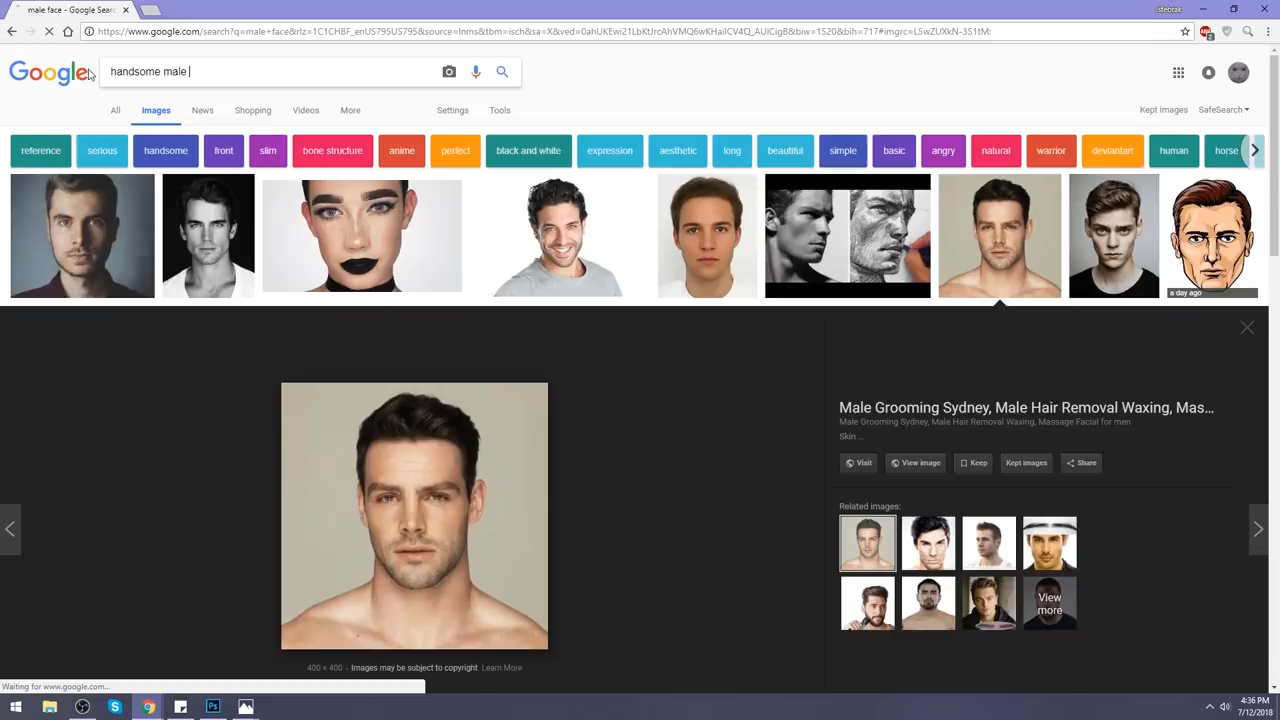 male face - Google Sea
istebrak
https://www.google.com/search?q=male+face&rlz=1C1CHBF_enUS795US795&source=lnms&tbm=isch&sa=X&ved=0ahUKEwi21LbKtJrcAhVMQ6wKHaiICV4Q_AUICigB&biw=1520&bih=717#imgrc=L5wZUXkN-3S1tM:
Google
handsome male
All Images News Shopping Videos More Settings Tools
Kept images SafeSearch
reference serious handsome front slim bone structure anime perfect black and white expression aesthetic long beautiful simple basic angry natural warrior deviantart human horse
a day ago
Male Grooming Sydney, Male Hair Removal Waxing, Mas...
Male Grooming Sydney, Male Hair Removal Waxing, Massage Facial for men
Skin ...
Visit View image Keep Kept images Share
Related images:
View
more
400 × 400 - Images may be subject to copyright. Learn More
Waiting for www.google.com...
Ps
4:36 PM
7/12/2018